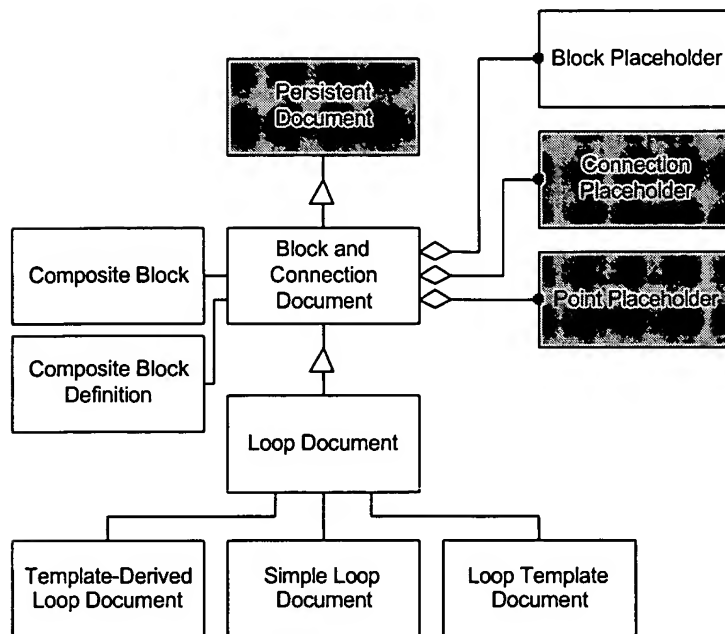 Block Placeholder
Persistent
Document
Connection
Placeholder
Block and
Connection
Document
Composite Block
Point Placeholder
Composite Block
Definition
Loop Document
Template-Derived
Loop Document
Simple Loop
Document
Loop Template
Document